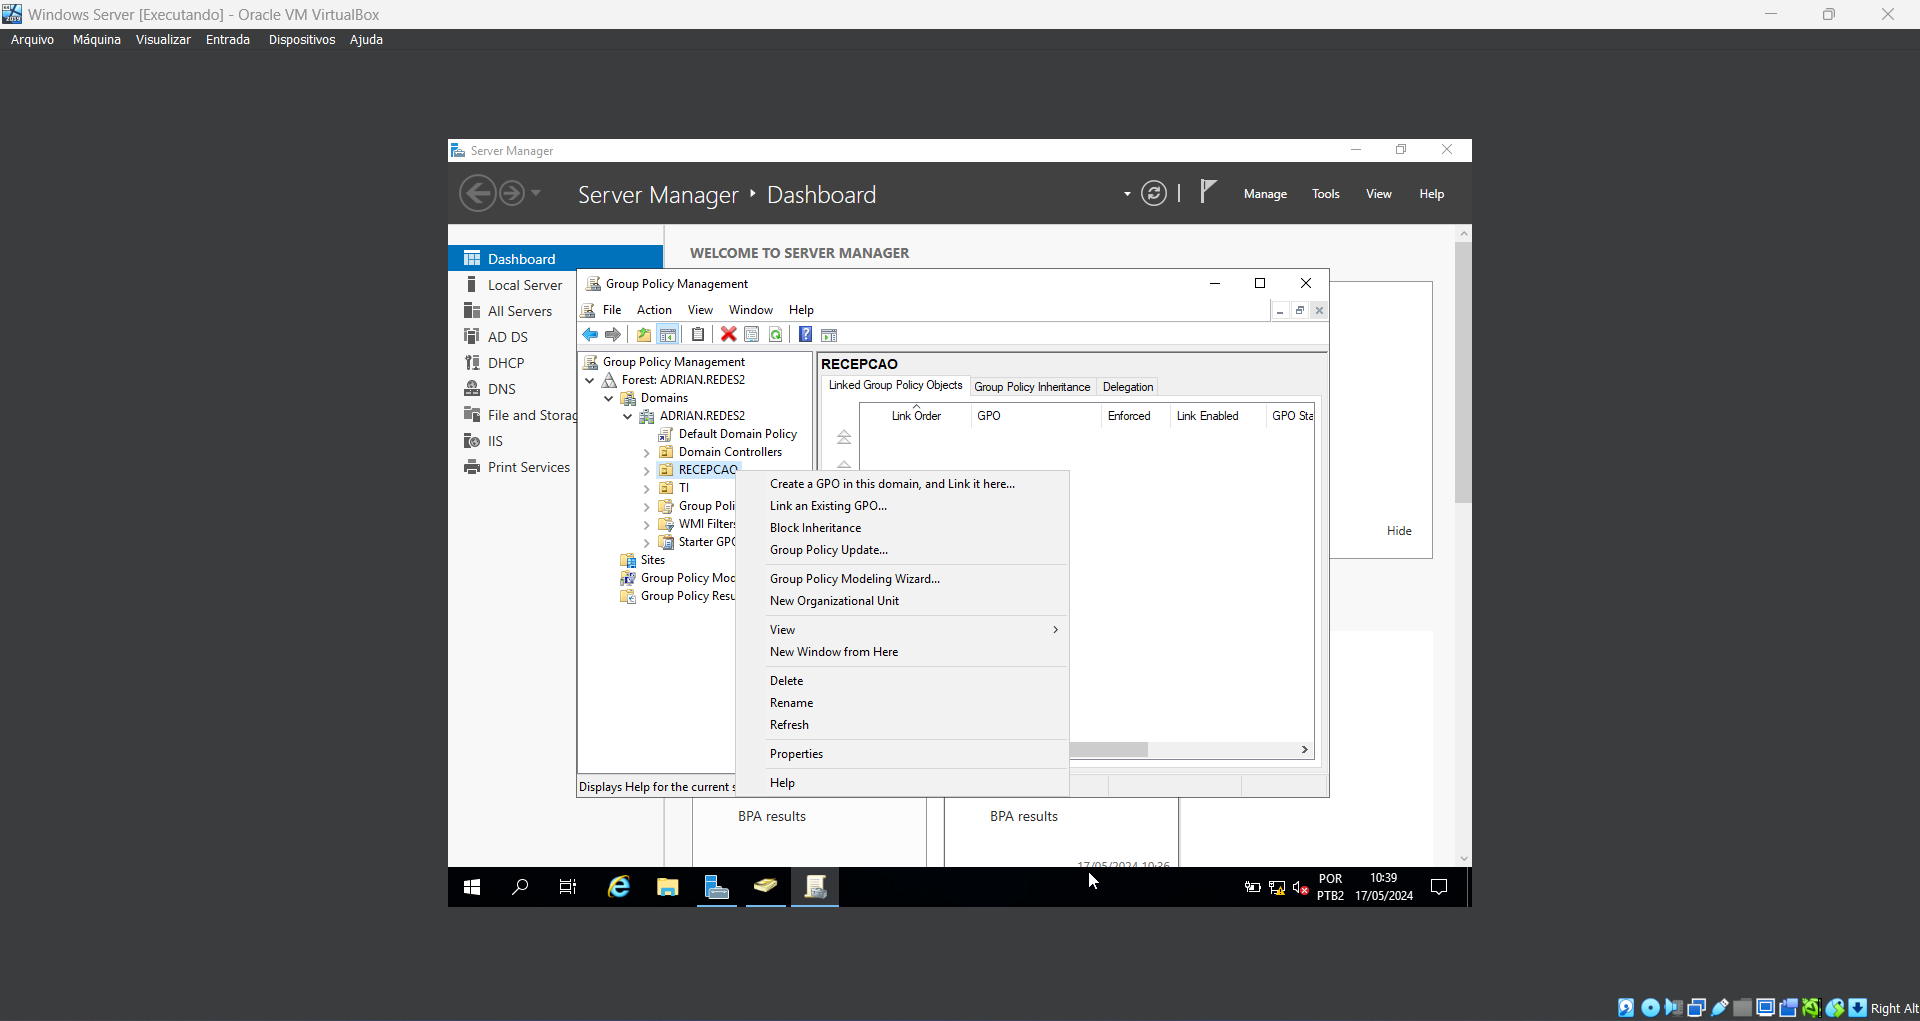 Windows Server [Executando] - Oracle VM VirtualBox
Arquivo Máquina Visualizar Entrada Dispositivos Ajuda
Server Manager
Server Manager Dashboard
Manage Tools View Help
WELCOME TO SERVER MANAGER
Dashboard
Local Server
All Servers
AD DS
DHCP
DNS
File and Storag
IIS
Print Services
Group Policy Management
File Action View Window Help
Group Policy Management
Forest: ADRIAN.REDES2
Domains
ADRIAN.REDES2
Default Domain Policy
Domain Controllers
RECEPCAO
TI
Group Poli
WMI Filter
Starter GPO
Sites
Group Policy Mod
Group Policy Resu
RECEPCAO
Linked Group Policy Objects Group Policy Inheritance Delegation
Link Order GPO Enforced Link Enabled GPO Sta
Create a GPO in this domain, and Link it here...
Link an Existing GPO...
Block Inheritance
Group Policy Update...
Group Policy Modeling Wizard...
New Organizational Unit
View
New Window from Here
Delete
Rename
Refresh
Properties
Help
Hide
Displays Help for the current s
BPA results BPA results
17/05/2024 10:36
POR
PTB2
10:39
17/05/2024
Right Alt